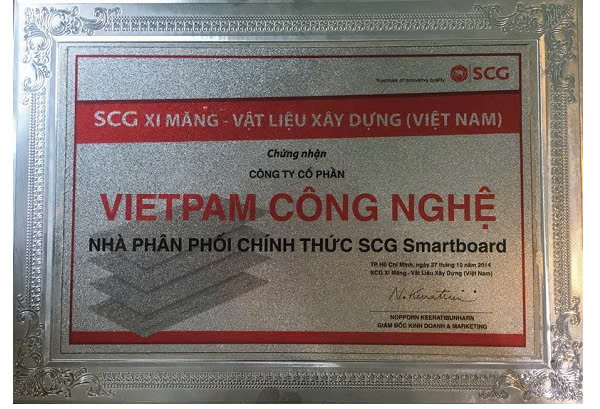 Trademark of innovative quality SCG
SCG XI MĂNG - VẬT LIỆU XÂY DỰNG (VIỆT NAM)
Chứng nhận
CÔNG TY CỔ PHẦN
VIETPAM CÔNG NGHỆ
NHÀ PHÂN PHỐI CHÍNH THỨC SCG Smartboard
TP. Hồ Chí Minh, ngày 27 tháng 10 năm 2014
SCG Xi Măng - Vật Liệu Xây Dựng (Việt Nam)
N. Keerati
NOPPORN KEERATIBUNHARN
GIÁM ĐỐC KINH DOANH & MARKETING